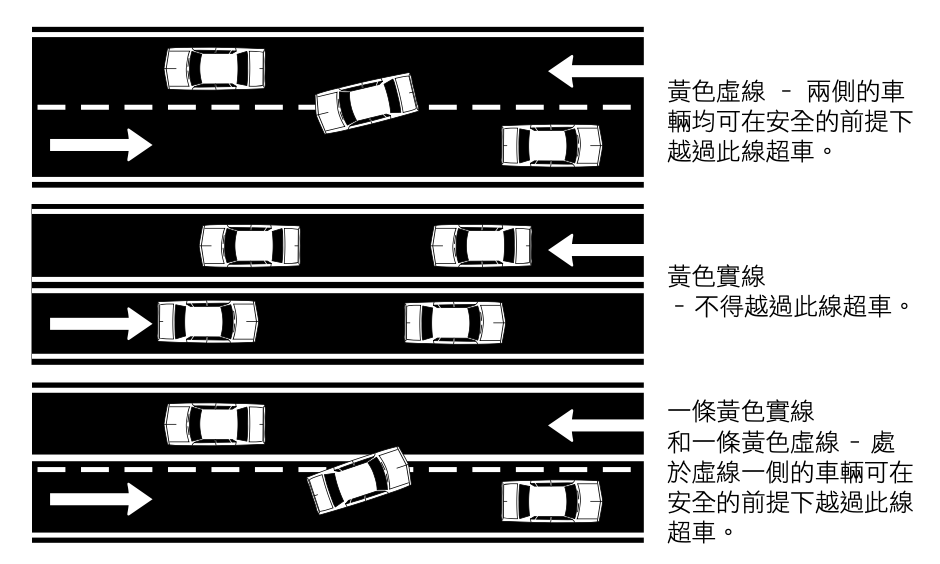 黃色虛線 – 兩側的車
輛均可在安全的前提下
越過此線超車。
黃色實線
– 不得越過此線超車。
一條黃色實線
和一條黃色虛線 – 處
於虛線一側的車輛可在
安全的前提下越過此線
超車。